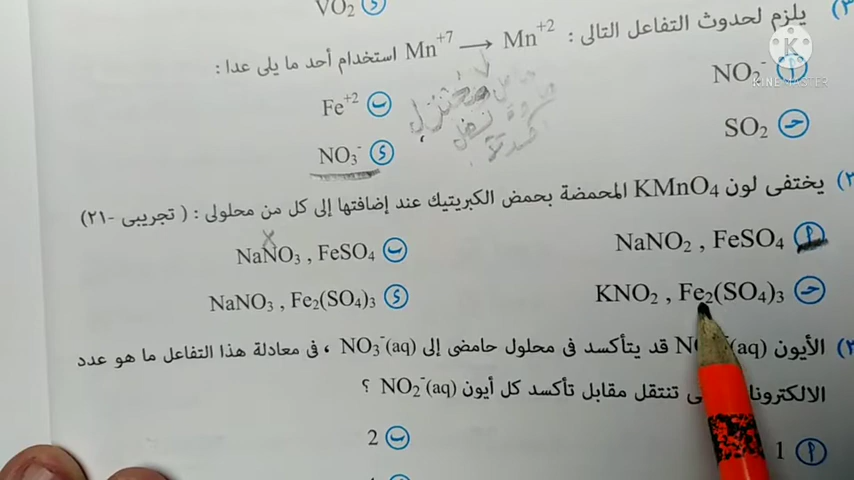 VO₂ (د)
يلزم لحدوث التفاعل التالى : Mn⁺⁷ ⟶ Mn⁺² استخدام أحد ما يلى عدا :
(أ) NO₂⁻
(ب) Fe⁺²
(حـ) SO₂
(د) NO₃⁻
يختفى لون KMnO₄ المحمضة بحمض الكبريتيك عند إضافتها إلى كل من محلولى : ( تجريبى -٢١)
(أ) NaNO₂ , FeSO₄
(ب) NaNO₃ , FeSO₄
(حـ) KNO₂ , Fe₂(SO₄)₃
(د) NaNO₃ , Fe₂(SO₄)₃
الأيون (aq) قد يتأكسد فى محلول حامضى إلى NO₃⁻(aq) ، فى معادلة هذا التفاعل ما هو عدد
تنتقل مقابل تأكسد كل أيون NO₂⁻(aq) ؟
(أ) 1
(ب) 2
KINEMASTER